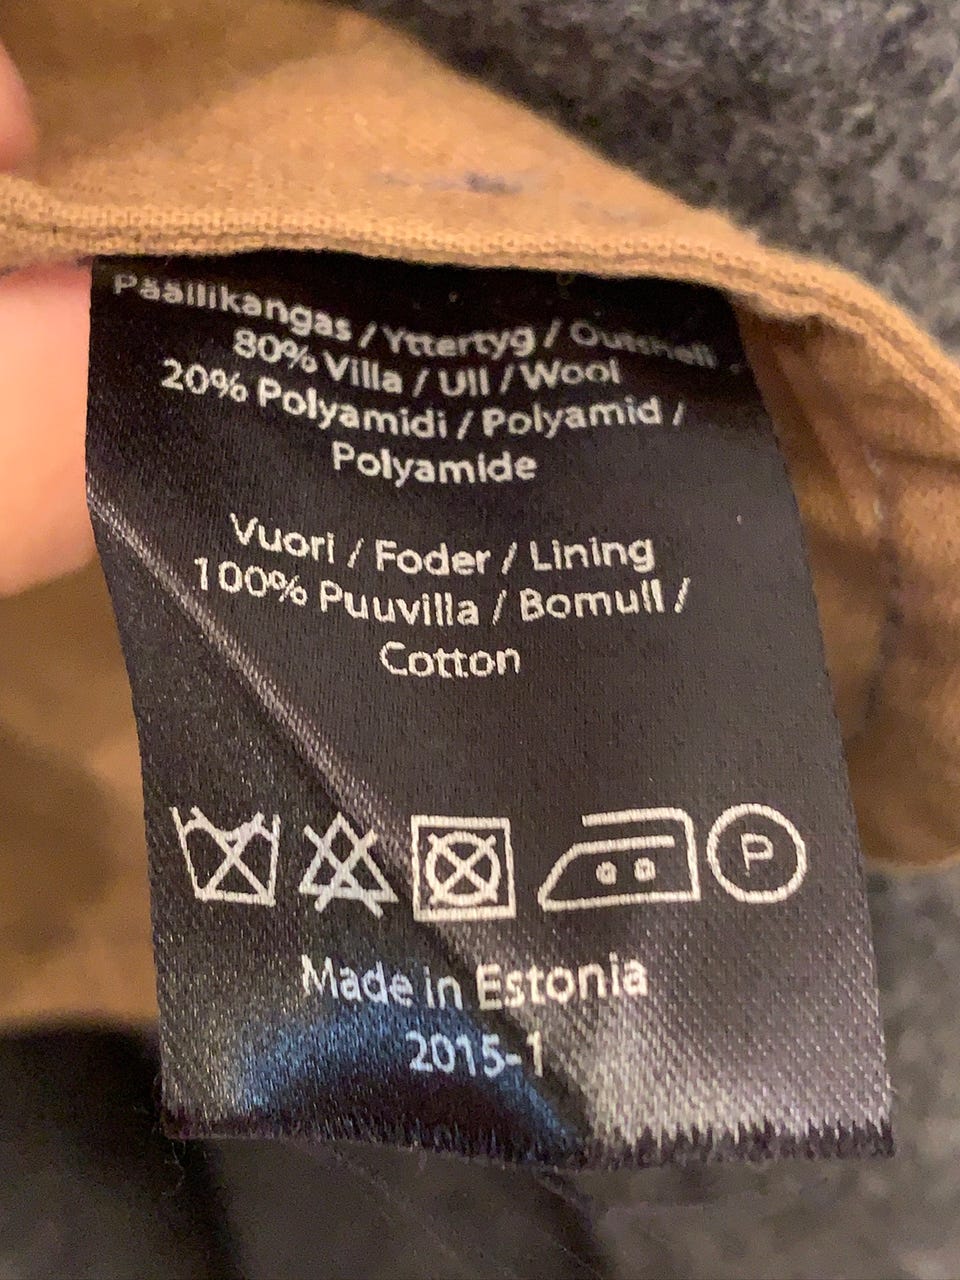 Päällikangas / Yttertyg / Outshell
80% Villa / Ull / Wool
20% Polyamidi / Polyamid /
Polyamide
Vuori / Foder / Lining
100% Puuvilla / Bomull /
Cotton
P
Made in Estonia
2015-1